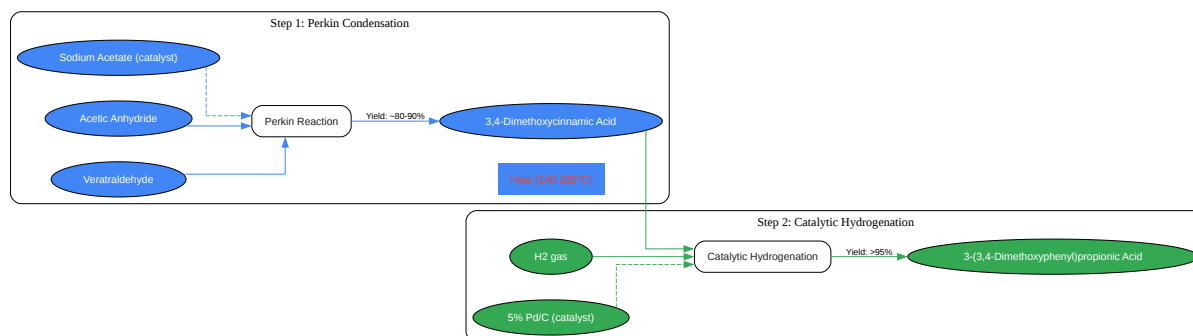 Step 1: Perkin Condensation
Sodium Acetate (catalyst)
Acetic Anhydride
Perkin Reaction
Yield: ~80-90%
3,4-Dimethoxycinnamic Acid
Veratraldehyde
Heat (140-150°C)
Step 2: Catalytic Hydrogenation
H2 gas
Catalytic Hydrogenation
Yield: >95%
3-(3,4-Dimethoxyphenyl)propionic Acid
5% Pd/C (catalyst)